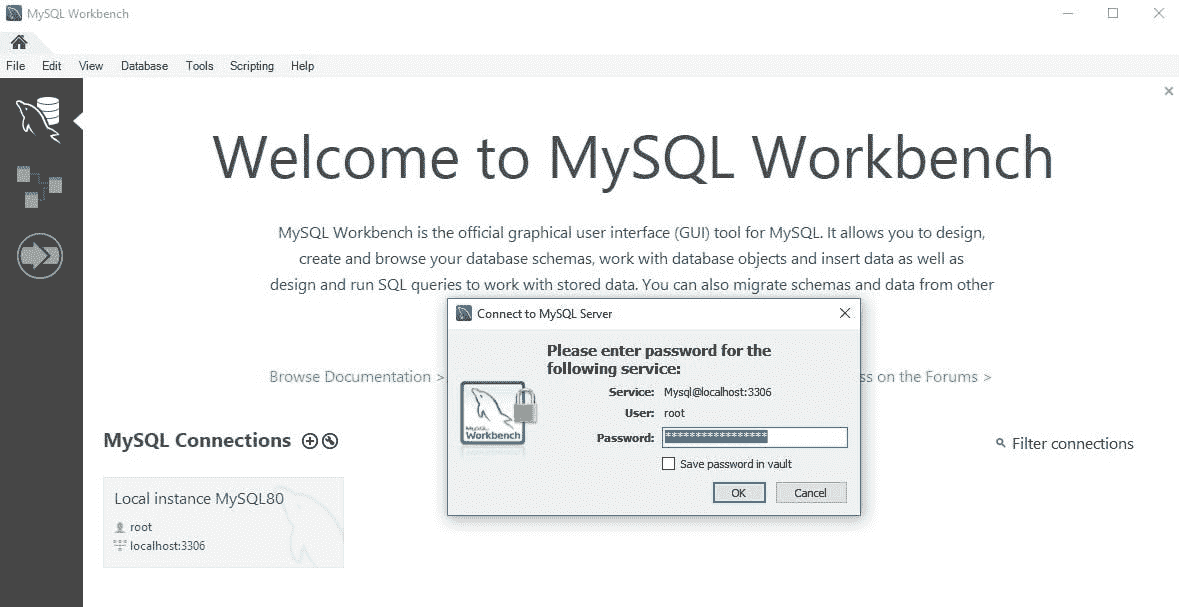 MySQL Workbench
File Edit View Database Tools Scripting Help
Welcome to MySQL Workbench
MySQL Workbench is the official graphical user interface (GUI) tool for MySQL. It allows you to design,
create and browse your database schemas, work with database objects and insert data as well as
design and run SQL queries to work with stored data. You can also migrate schemas and data from other
Connect to MySQL Server
Please enter password for the
following service:
Service: Mysql@localhost:3306
User: root
Password: *****************
Save password in vault
OK Cancel
MySQL
Workbench
Browse Documentation >
on the Forums >
MySQL Connections
Filter connections
Local instance MySQL80
root
localhost:3306